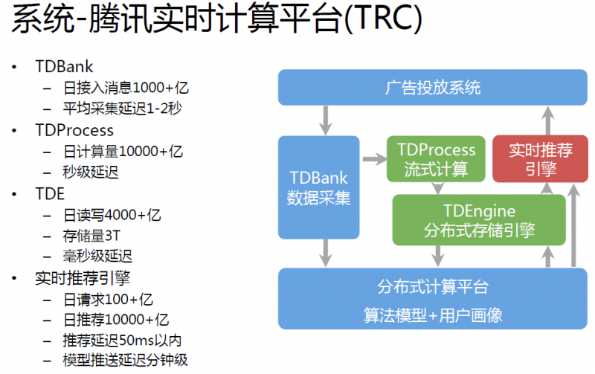 系统-腾讯实时计算平台(TRC)
• TDBank
– 日接入消息1000+亿
– 平均采集延迟1-2秒
• TDProcess
– 日计算量10000+亿
– 秒级延迟
• TDE
– 日读写4000+亿
– 存储量3T
– 毫秒级延迟
• 实时推荐引擎
– 日请求100+亿
– 日推荐10000+亿
– 推荐延迟50ms以内
– 模型推送延迟分钟级
广告投放系统
TDBank
数据采集
TDProcess
流式计算
实时推荐
引擎
TDEngine
分布式存储引擎
分布式计算平台
算法模型+用户画像